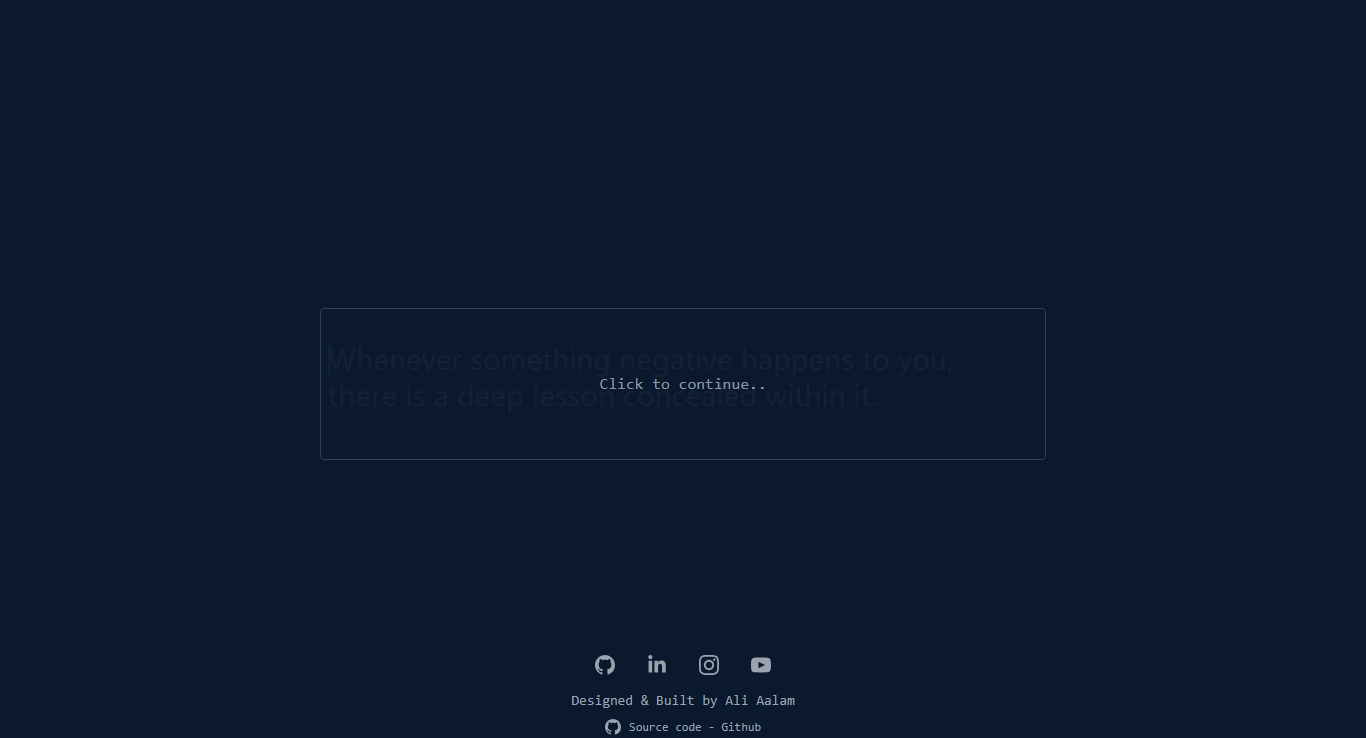 Whenever something negative happens to you,
Click to continue..
there is a deep lesson concealed within it.
Designed & Built by Ali Aalam
Source code - Github